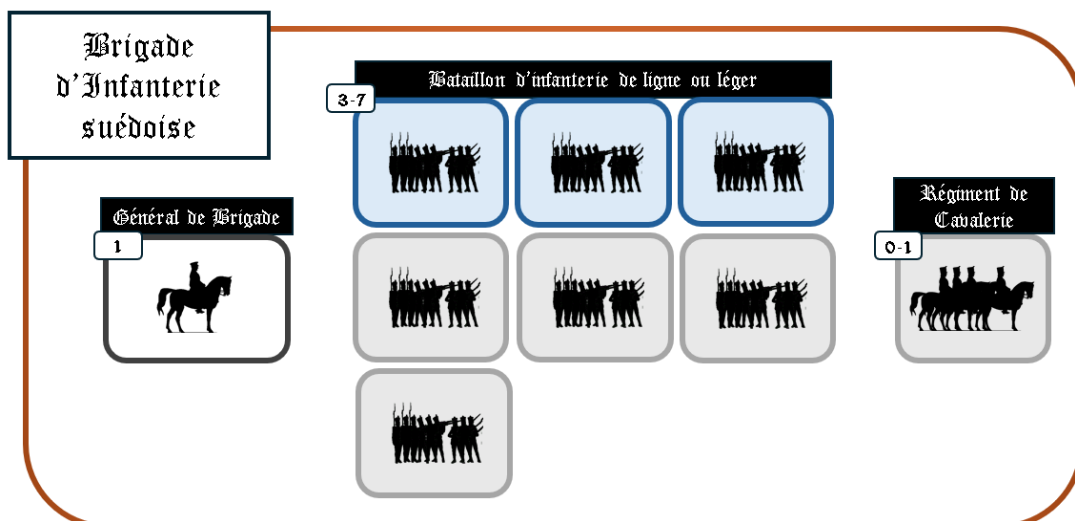 Brigade
d'Infanterie
suédoise
Bataillon d'infanterie de ligne ou léger
3-7
Général de Brigade
1
Régiment de
Cavalerie
0-1